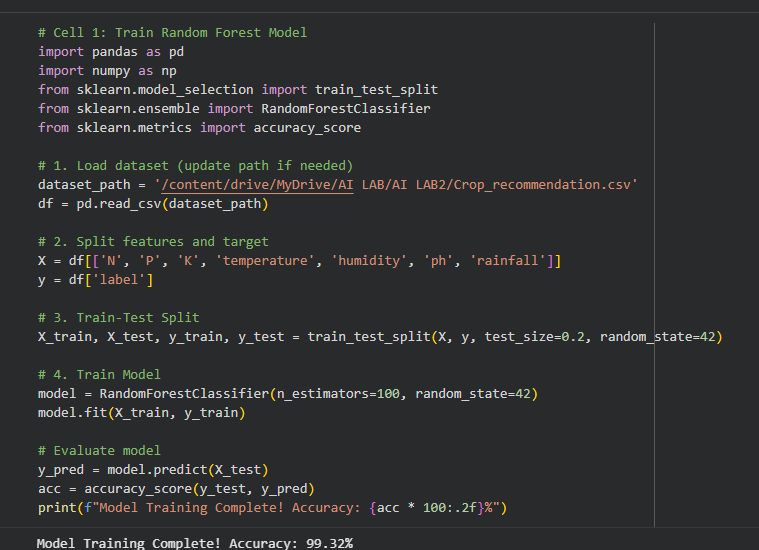 # Cell 1: Train Random Forest Model
import pandas as pd
import numpy as np
from sklearn.model_selection import train_test_split
from sklearn.ensemble import RandomForestClassifier
from sklearn.metrics import accuracy_score

# 1. Load dataset (update path if needed)
dataset_path = '/content/drive/MyDrive/AI LAB/AI LAB2/Crop_recommendation.csv'
df = pd.read_csv(dataset_path)

# 2. Split features and target
X = df[['N', 'P', 'K', 'temperature', 'humidity', 'ph', 'rainfall']]
y = df['label']

# 3. Train-Test Split
X_train, X_test, y_train, y_test = train_test_split(X, y, test_size=0.2, random_state=42)

# 4. Train Model
model = RandomForestClassifier(n_estimators=100, random_state=42)
model.fit(X_train, y_train)

# Evaluate model
y_pred = model.predict(X_test)
acc = accuracy_score(y_test, y_pred)
print(f"Model Training Complete! Accuracy: {acc * 100:.2f}%")

Model Training Complete! Accuracy: 99.32%